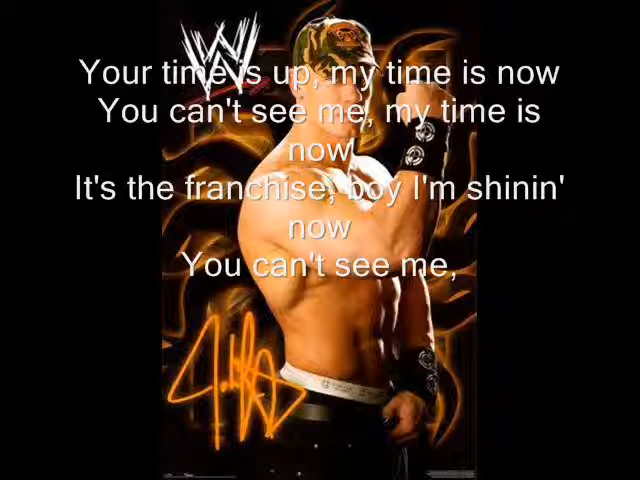 W
Your time is up, my time is now
You can't see me, my time is
now
It's the franchise, boy I'm shinin'
now
You can't see me,